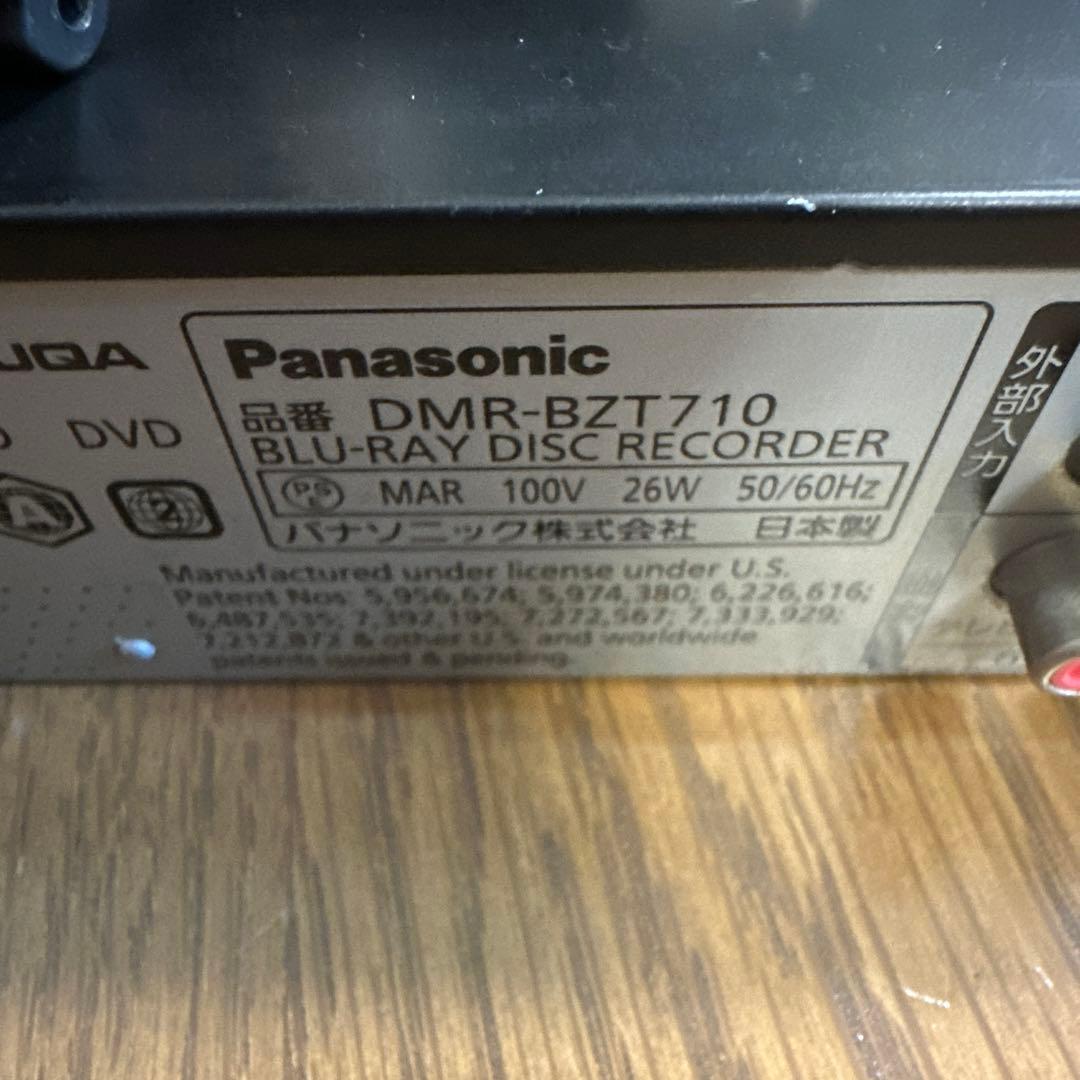 UQA
DVD
A
2
Panasonic
品番 DMR-BZT710
BLU-RAY DISC RECORDER
PSE MAR 100V 26W 50/60Hz
パナソニック株式会社 日本製
Manufactured under license under U.S.
Patent Nos: 5,956,674; 5,974,380; 6,226,616;
6,487,535; 7,392,195; 7,272,567; 7,333,929;
7,212,872 & other U.S. and worldwide
patents issued & pending.
外部入力